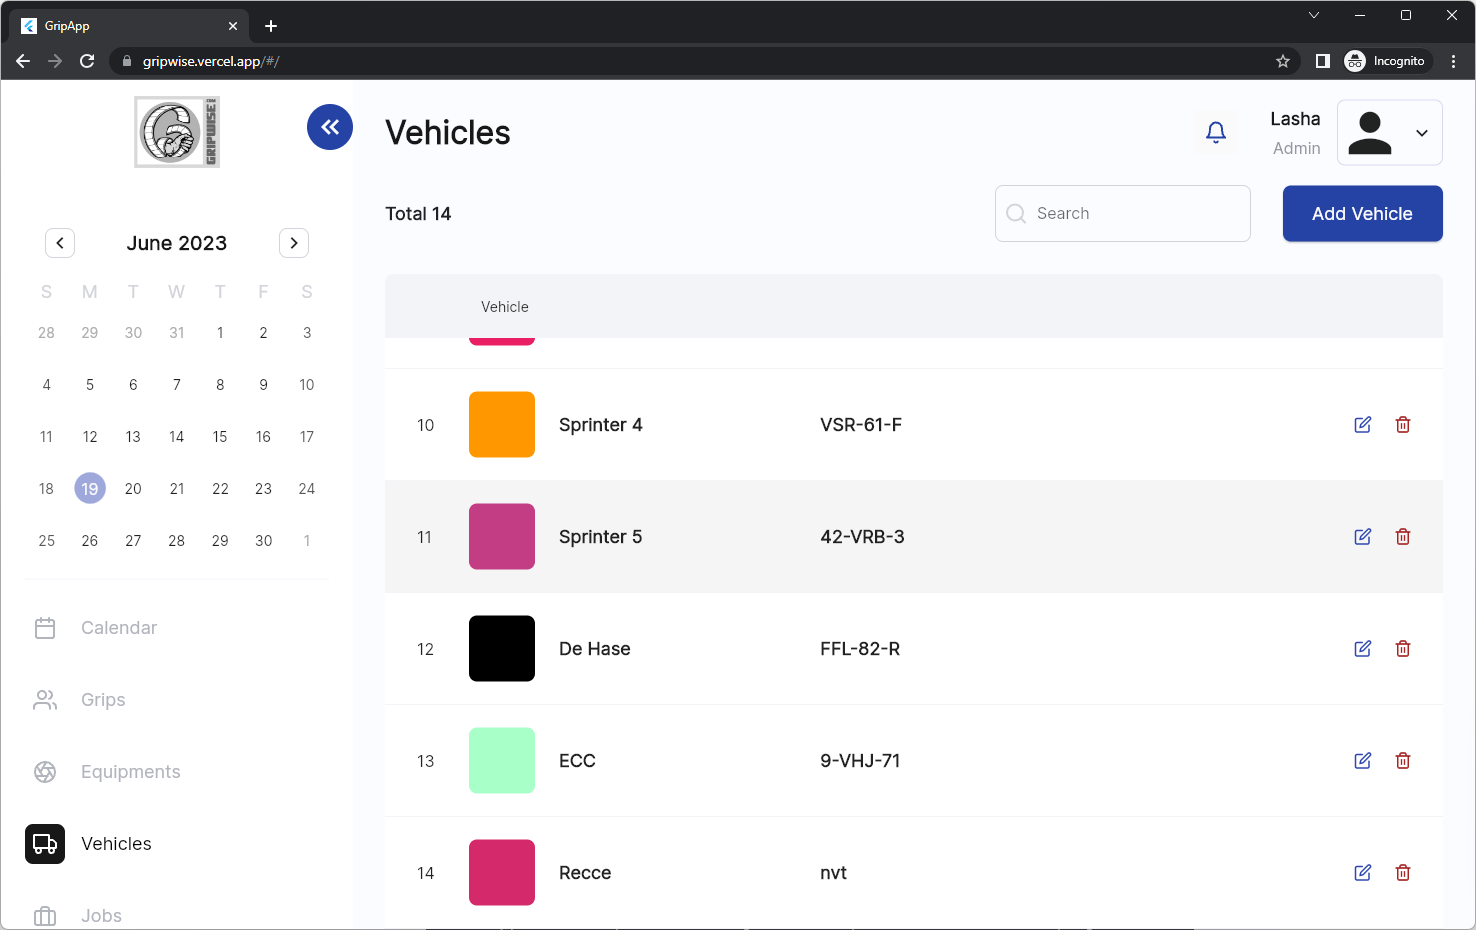 GripApp
gripwise.vercel.app/#/
Incognito
GRIPWISE
Vehicles
Lasha
Admin
Total 14
Search
Add Vehicle
June 2023
S M T W T F S
28 29 30 31 1 2 3
4 5 6 7 8 9 10
11 12 13 14 15 16 17
18 19 20 21 22 23 24
25 26 27 28 29 30 1
Calendar
Grips
Equipments
Vehicles
Jobs
Vehicle
10 Sprinter 4 VSR-61-F
11 Sprinter 5 42-VRB-3
12 De Hase FFL-82-R
13 ECC 9-VHJ-71
14 Recce nvt